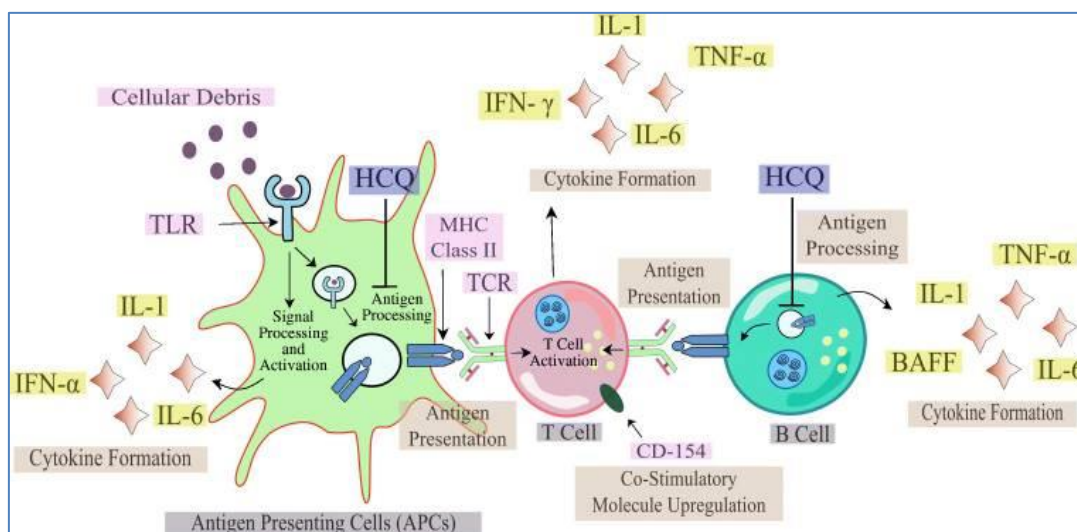 IL-1
TNF-α
IFN- γ
IL-6
Cytokine Formation
Cellular Debris
TLR
HCQ
MHC
Class II
TCR
Antigen
Processing
Signal
Processing
and
Activation
IL-1
IFN-α
IL-6
Cytokine Formation
Antigen
Presentation
Antigen Presenting Cells (APCs)
T Cell
Activation
T Cell
CD-154
Co-Stimulatory
Molecule Upregulation
Antigen
Presentation
HCQ
Antigen
Processing
B Cell
TNF-α
IL-1
BAFF
IL-6
Cytokine Formation